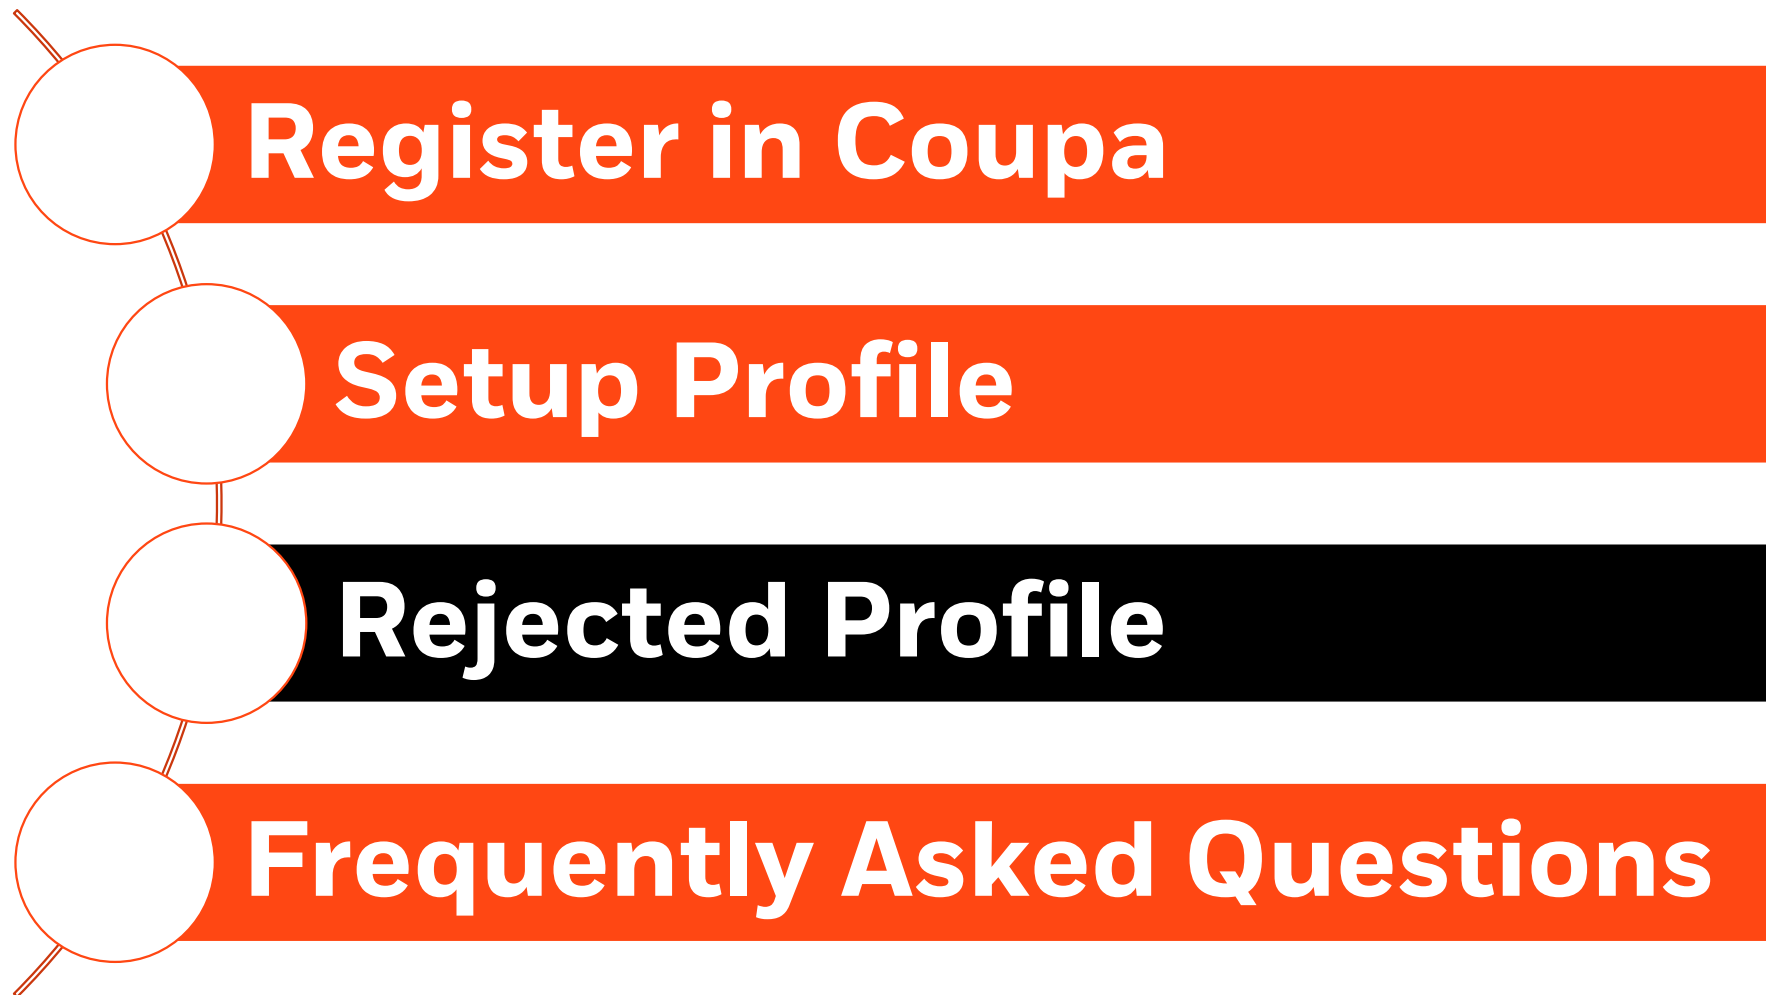 Register in Coupa
Setup Profile
Rejected Profile
Frequently Asked Questions